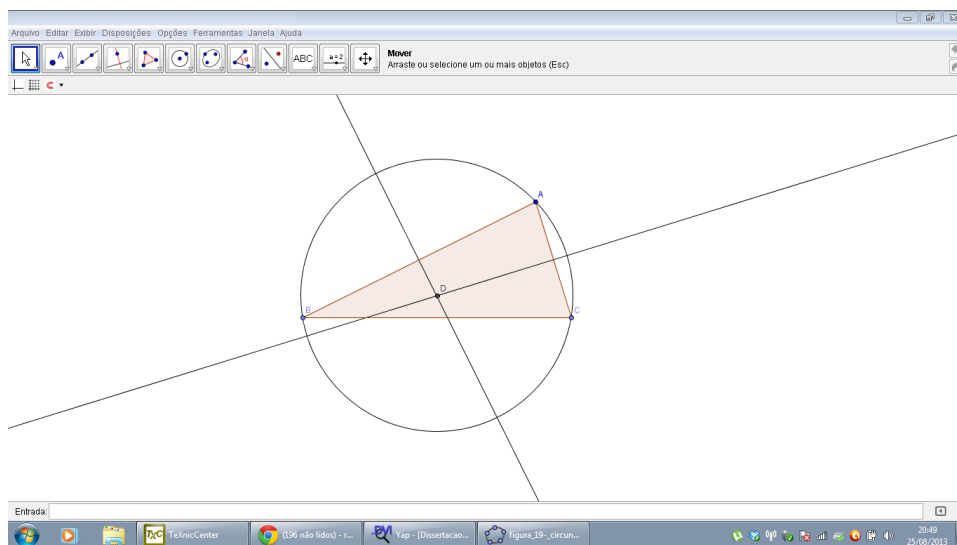 Arquivo Editar Exibir Disposições Opções Ferramentas Janela Ajuda
A ABC a=2
Mover
Arraste ou selecione um ou mais objetos (Esc)
A
D
B
C
Entrada:
TeXnicCenter
(196 não lidos) - r...
Yap - [Dissertacao...
figura_19-_circun...
20:49
25/08/2013